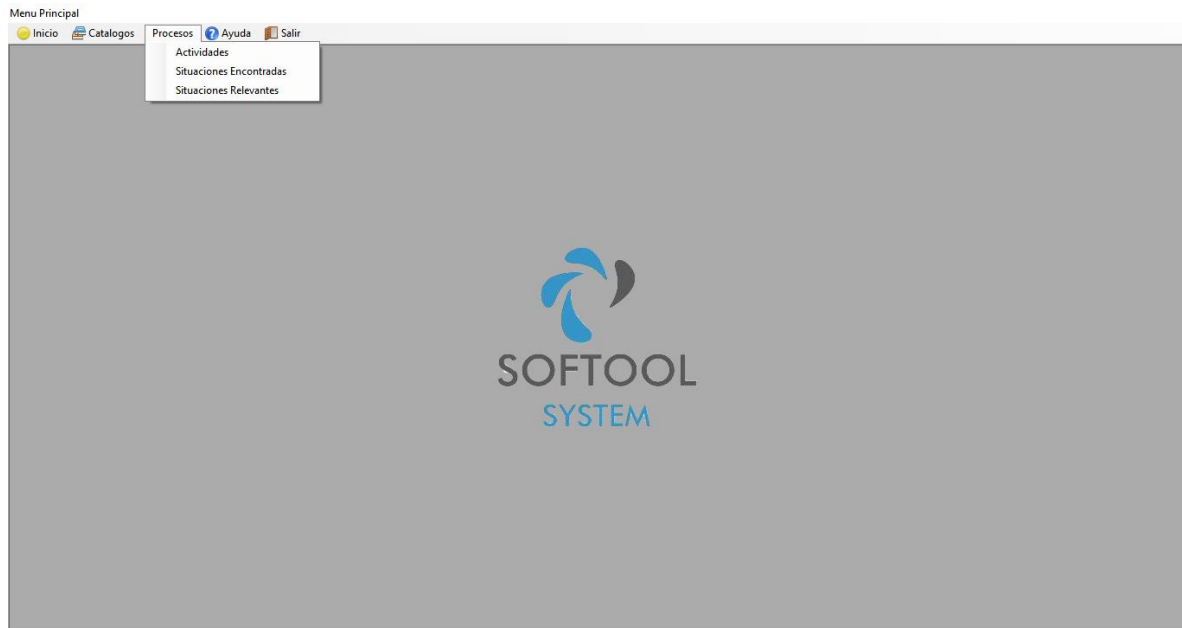 Menu Principal
Inicio Catalogos Procesos Ayuda Salir
Actividades
Situaciones Encontradas
Situaciones Relevantes
SOFTOOL
SYSTEM